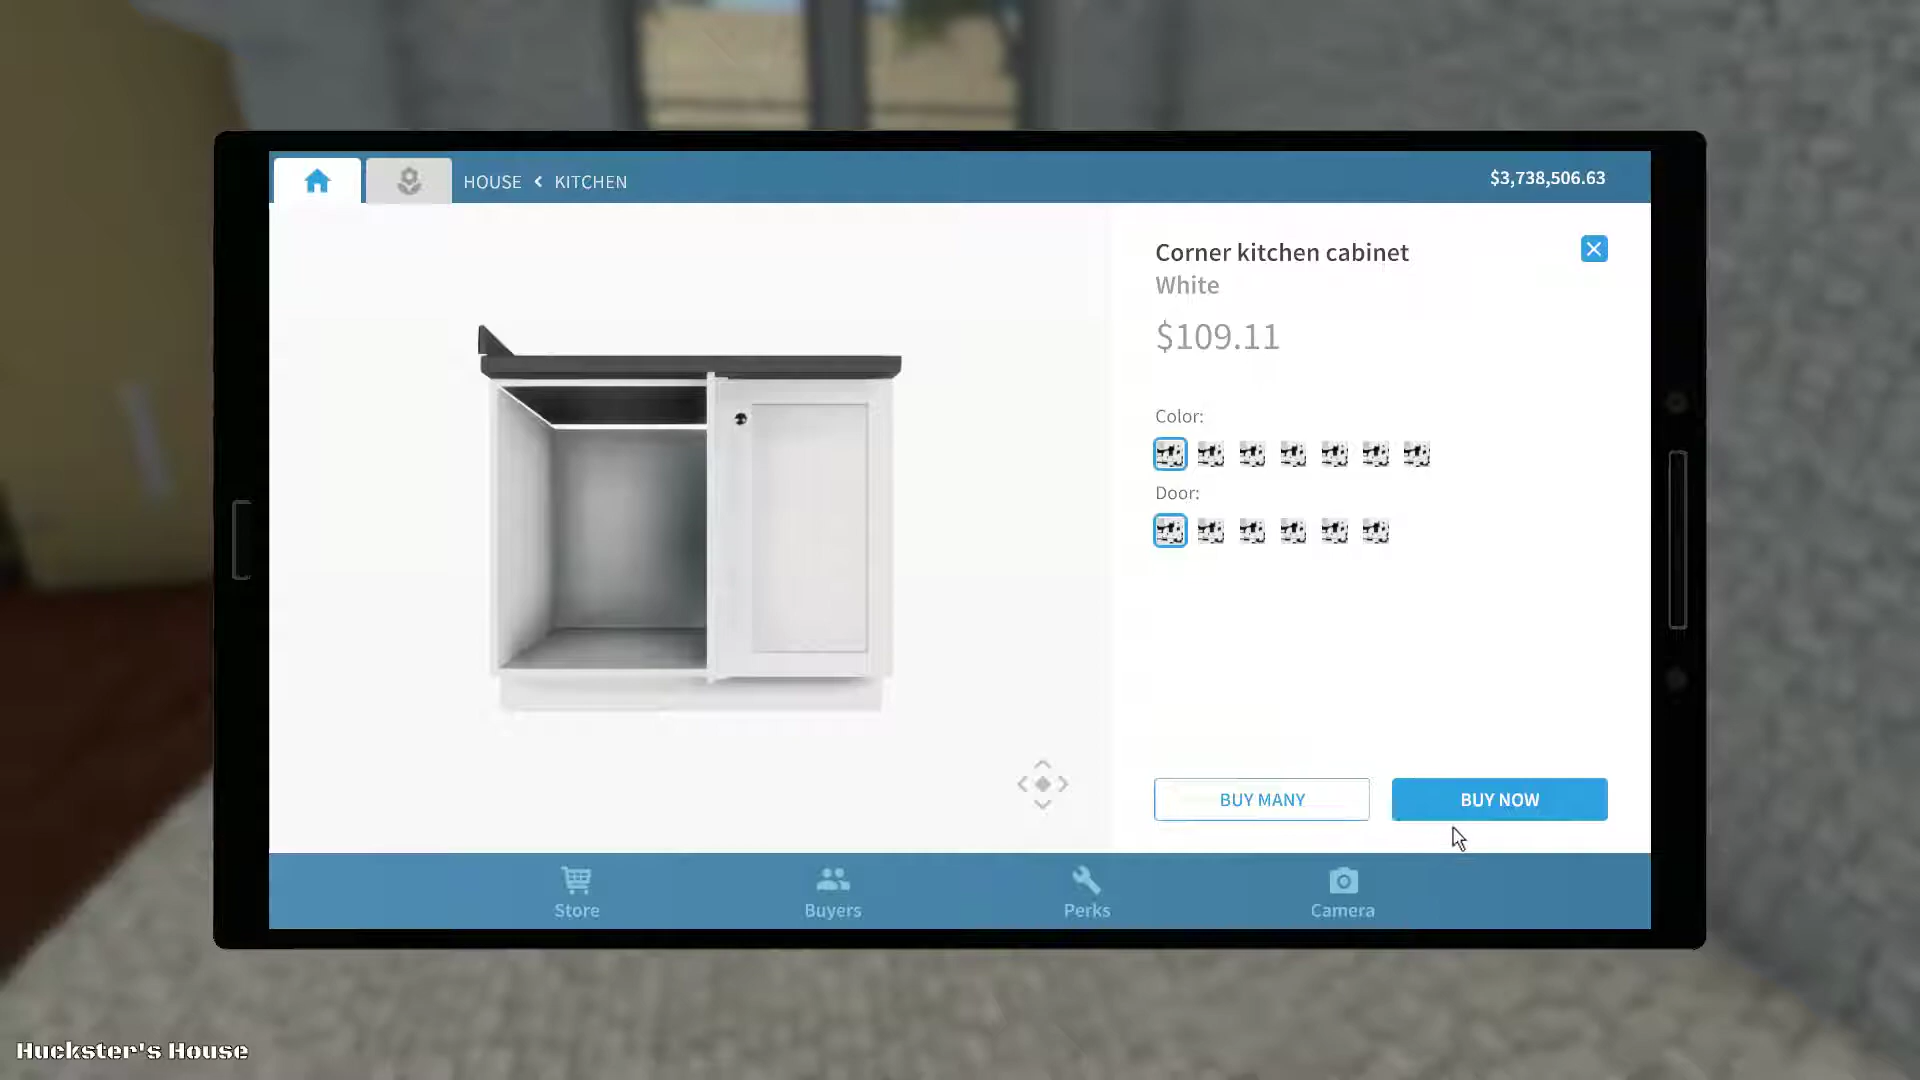 HOUSE < KITCHEN
$3,738,506.63
Corner kitchen cabinet
White
$109.11
Color:
Door:
BUY MANY
BUY NOW
Store
Buyers
Perks
Camera
Huckster's House